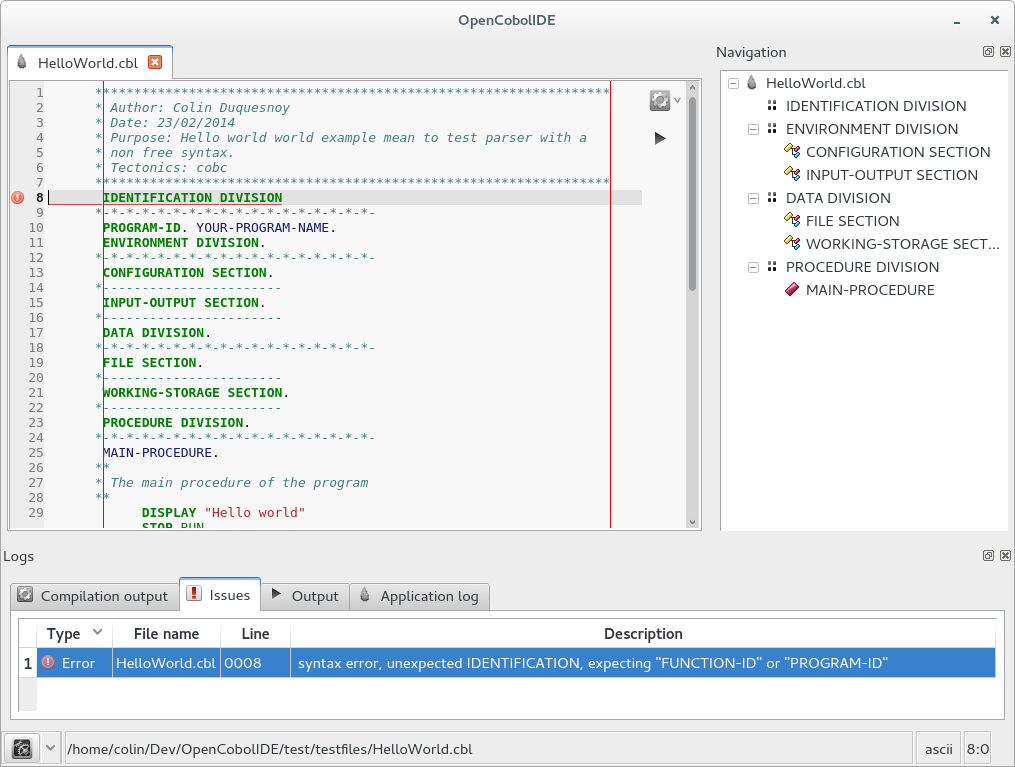 OpenCobolIDE
HelloWorld.cbl
1 ******************************************************************
2 * Author: Colin Duquesnoy
3 * Date: 23/02/2014
4 * Purpose: Hello world world example mean to test parser with a
5 * non free syntax.
6 * Tectonics: cobc
7 ******************************************************************
8 IDENTIFICATION DIVISION
9 *-*-*-*-*-*-*-*-*-*-*-*-*-*-*-*-*-*-
10 PROGRAM-ID. YOUR-PROGRAM-NAME.
11 ENVIRONMENT DIVISION.
12 *-*-*-*-*-*-*-*-*-*-*-*-*-*-*-*-*-*-
13 CONFIGURATION SECTION.
14 *-----------------------
15 INPUT-OUTPUT SECTION.
16 *-----------------------
17 DATA DIVISION.
18 *-*-*-*-*-*-*-*-*-*-*-*-*-*-*-*-*-*-
19 FILE SECTION.
20 *-----------------------
21 WORKING-STORAGE SECTION.
22 *-----------------------
23 PROCEDURE DIVISION.
24 *-*-*-*-*-*-*-*-*-*-*-*-*-*-*-*-*-*-
25 MAIN-PROCEDURE.
26 **
27 * The main procedure of the program
28 **
29 DISPLAY "Hello world"
STOP RUN
Navigation
HelloWorld.cbl
IDENTIFICATION DIVISION
ENVIRONMENT DIVISION
CONFIGURATION SECTION
INPUT-OUTPUT SECTION
DATA DIVISION
FILE SECTION
WORKING-STORAGE SECT...
PROCEDURE DIVISION
MAIN-PROCEDURE
Logs
Compilation output Issues Output Application log
Type File name Line Description
1 Error HelloWorld.cbl 0008 syntax error, unexpected IDENTIFICATION, expecting "FUNCTION-ID" or "PROGRAM-ID"
/home/colin/Dev/OpenCobolIDE/test/testfiles/HelloWorld.cbl ascii 8:0